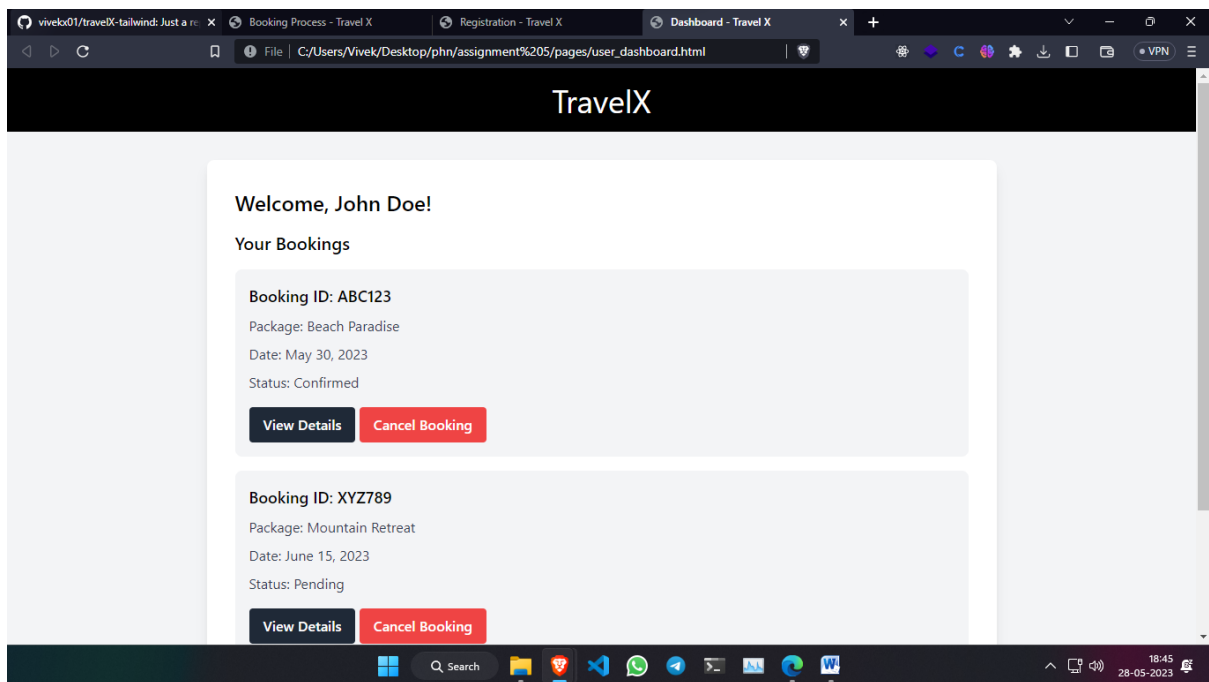 vivekx01/travelX-tailwind: Just a re
Booking Process - Travel X
Registration - Travel X
Dashboard - Travel X
File
C:/Users/Vivek/Desktop/phn/assignment%205/pages/user_dashboard.html
VPN
TravelX
Welcome, John Doe!
Your Bookings
Booking ID: ABC123
Package: Beach Paradise
Date: May 30, 2023
Status: Confirmed
View Details
Cancel Booking
Booking ID: XYZ789
Package: Mountain Retreat
Date: June 15, 2023
Status: Pending
View Details
Cancel Booking
Search
18:45
28-05-2023